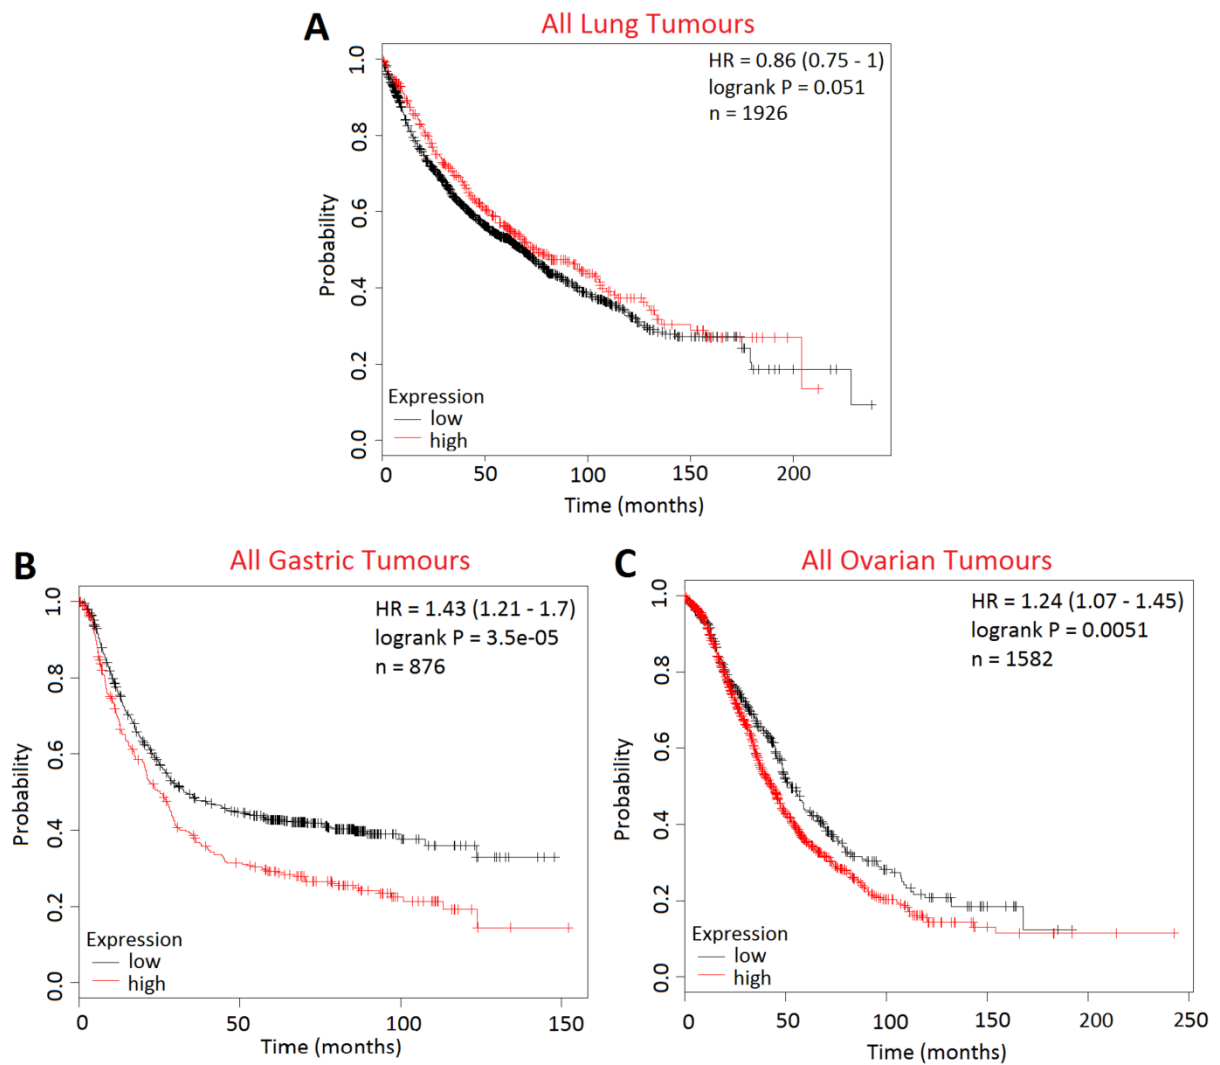 A
All Lung Tumours
HR = 0.86 (0.75 - 1)
logrank P = 0.051
n = 1926
Probability
1.0
0.8
0.6
0.4
0.2
0.0
Expression
low
high
0
50
100
150
200
Time (months)
B
All Gastric Tumours
HR = 1.43 (1.21 - 1.7)
logrank P = 3.5e-05
n = 876
Probability
1.0
0.8
0.6
0.4
0.2
0.0
Expression
low
high
0
50
100
150
Time (months)
C
All Ovarian Tumours
HR = 1.24 (1.07 - 1.45)
logrank P = 0.0051
n = 1582
Probability
1.0
0.8
0.6
0.4
0.2
0.0
Expression
low
high
0
50
100
150
200
250
Time (months)